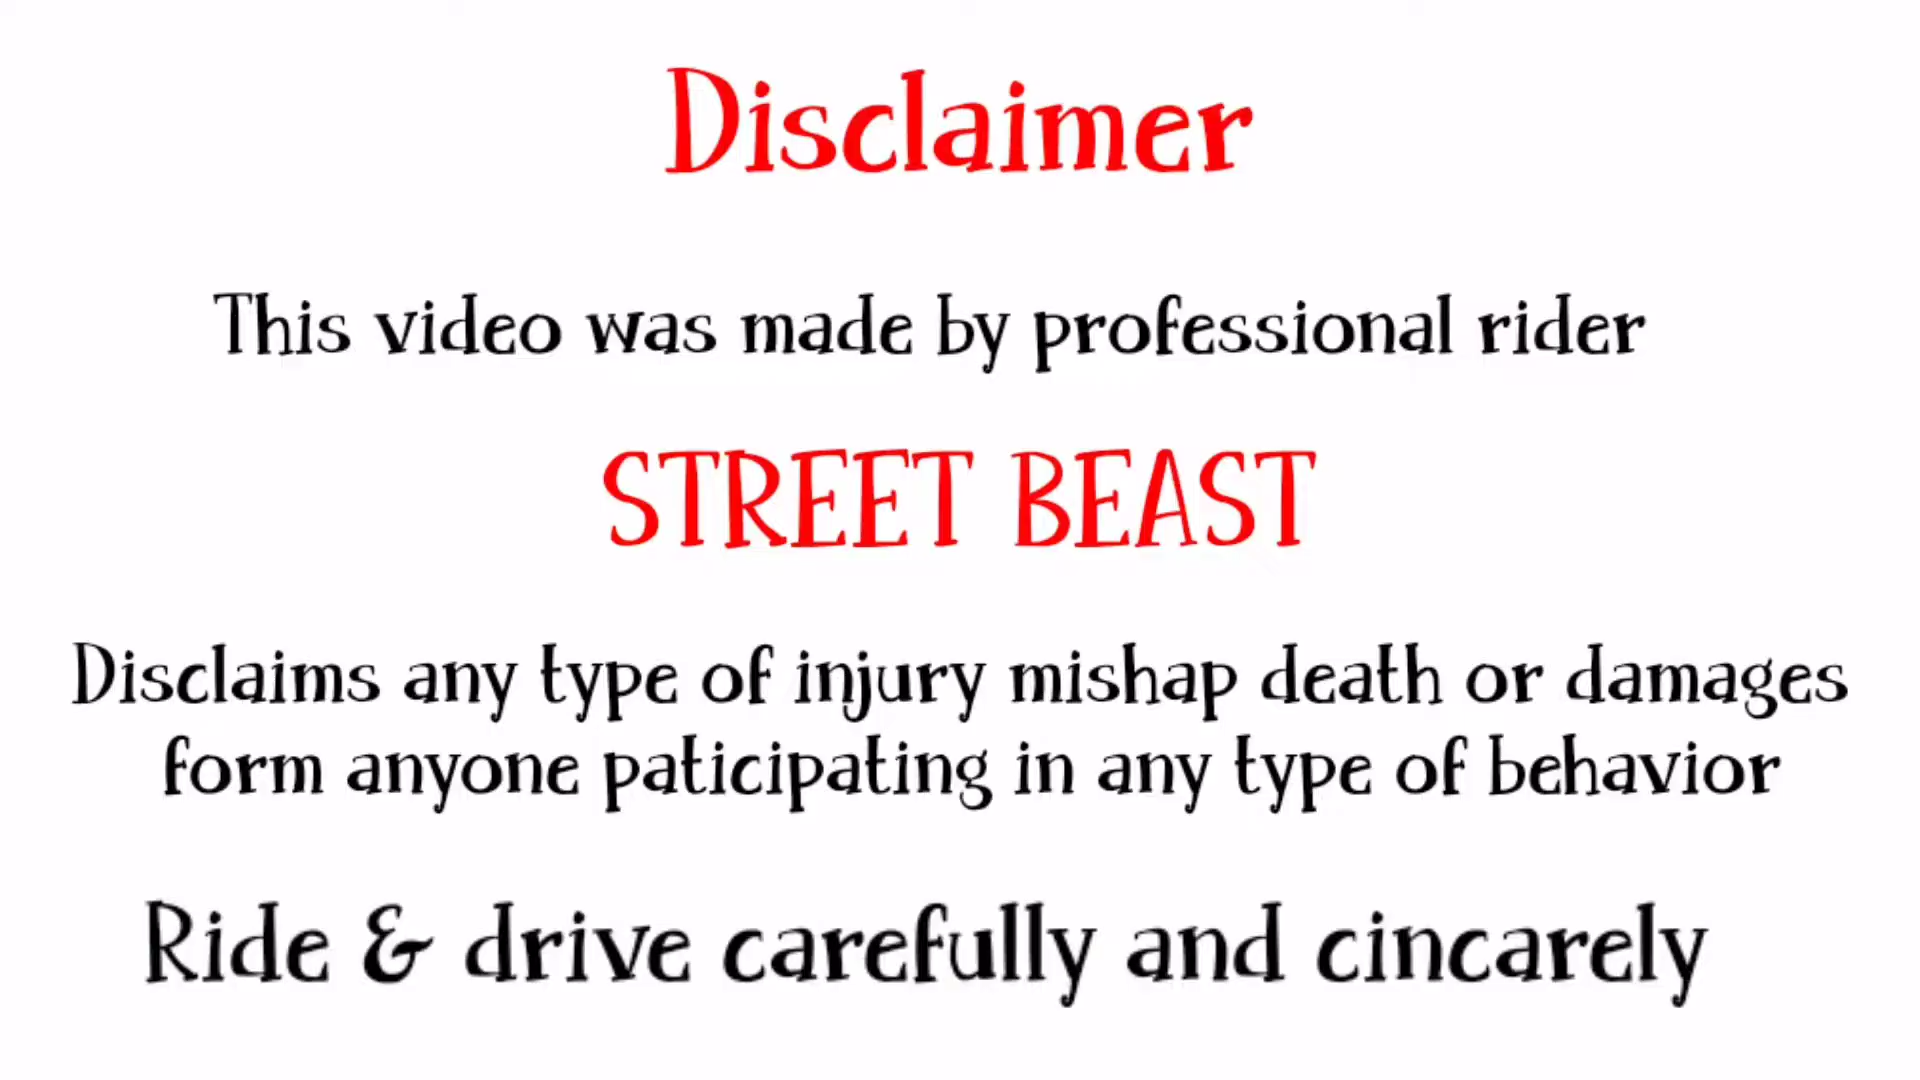 Disclaimer
This video was made by professional rider
STREET BEAST
Disclaims any type of injury mishap death or damages
form anyone paticipating in any type of behavior
Ride & drive carefully and cincarely